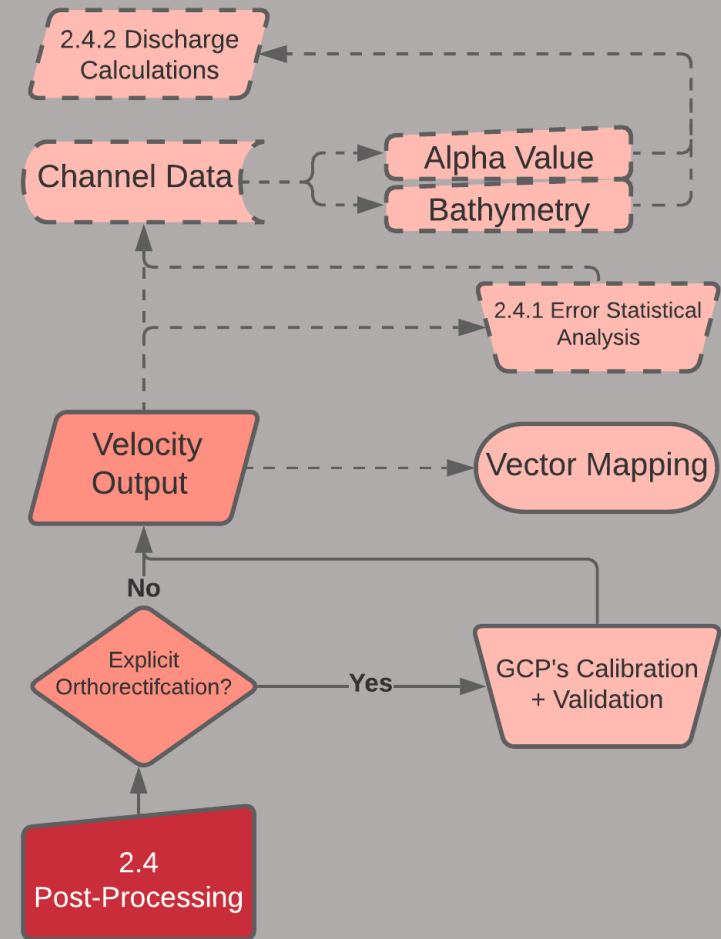 2.4.2 Discharge
Calculations
Channel Data
Alpha Value
Bathymetry
2.4.1 Error Statistical
Analysis
Velocity
Output
Vector Mapping
No
Explicit
Orthorectifcation?
Yes
GCP's Calibration
+ Validation
2.4
Post-Processing